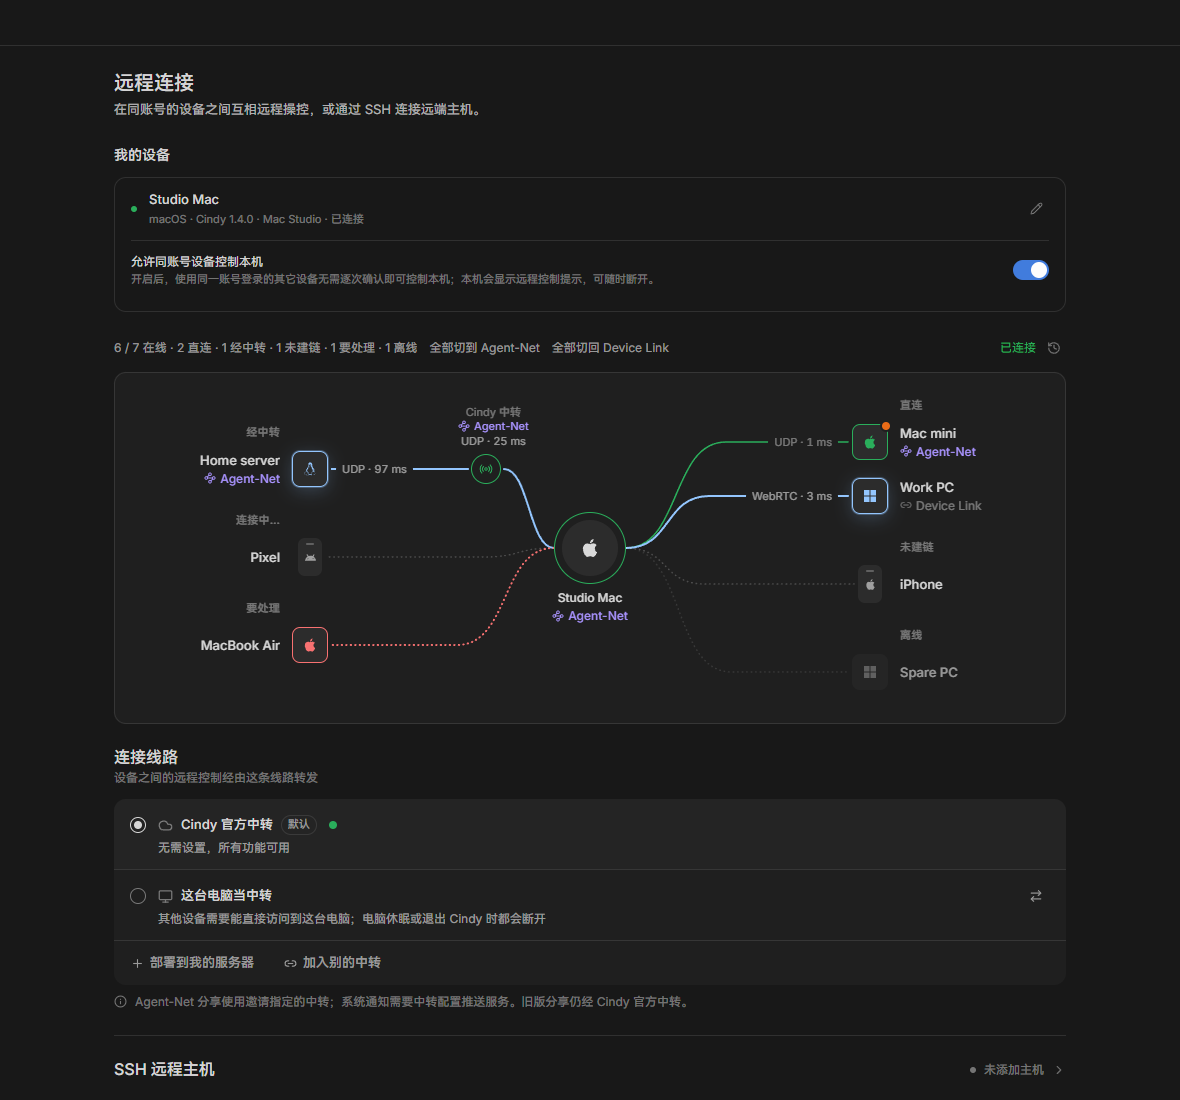 远程连接
在同账号的设备之间互相远程操控，或通过 SSH 连接远端主机。
我的设备
Studio Mac
macOS · Cindy 1.4.0 · Mac Studio · 已连接
允许同账号设备控制本机
开启后，使用同一账号登录的其它设备无需逐次确认即可控制本机；本机会显示远程控制提示，可随时断开。
6 / 7 在线 · 2 直连 · 1 经中转 · 1 未建链 · 1 要处理 · 1 离线 全部切到 Agent-Net 全部切回 Device Link
已连接
经中转
Home server
Agent-Net
UDP · 97 ms
Cindy 中转
Agent-Net
UDP · 25 ms
连接中...
Pixel
要处理
MacBook Air
Studio Mac
Agent-Net
直连
UDP · 1 ms
Mac mini
Agent-Net
WebRTC · 3 ms
Work PC
Device Link
未建链
iPhone
离线
Spare PC
连接线路
设备之间的远程控制经由这条线路转发
Cindy 官方中转 默认
无需设置，所有功能可用
这台电脑当中转
其他设备需要能直接访问到这台电脑；电脑休眠或退出 Cindy 时都会断开
部署到我的服务器 加入别的中转
Agent-Net 分享使用邀请指定的中转；系统通知需要中转配置推送服务。旧版分享仍经 Cindy 官方中转。
SSH 远程主机
未添加主机